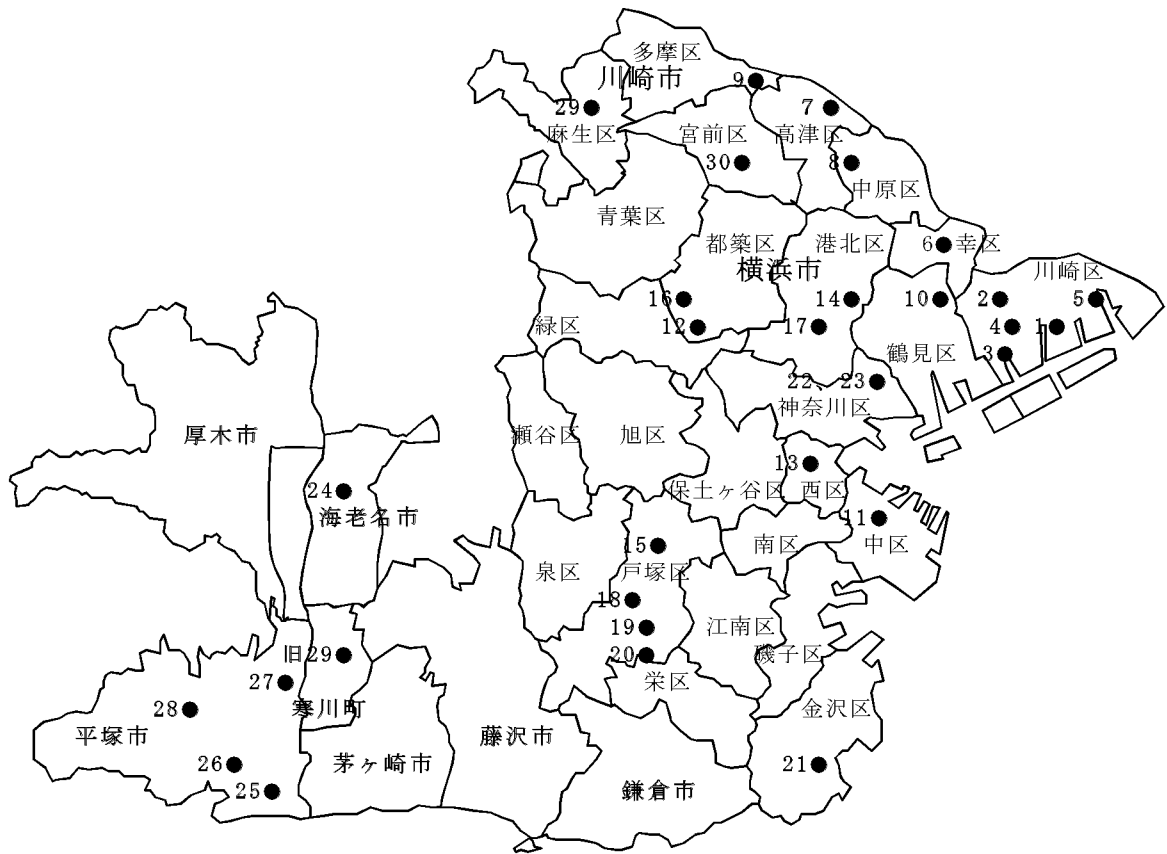 多摩区
川崎市
9
29
7
麻生区
宮前区
高津区
30
8
中原区
青葉区
都築区
港北区
6
幸区
横浜市
川崎区
16
14
10
2
5
緑区
12
17
4
1
鶴見区
3
22、23
神奈川区
厚木市
瀬谷区
旭区
13
24
保土ヶ谷区
西区
海老名市
11
15
南区
中区
泉区
戸塚区
18
19
江南区
旧29
20
磯子区
27
栄区
28
寒川町
金沢区
平塚市
藤沢市
26
茅ヶ崎市
21
25
鎌倉市